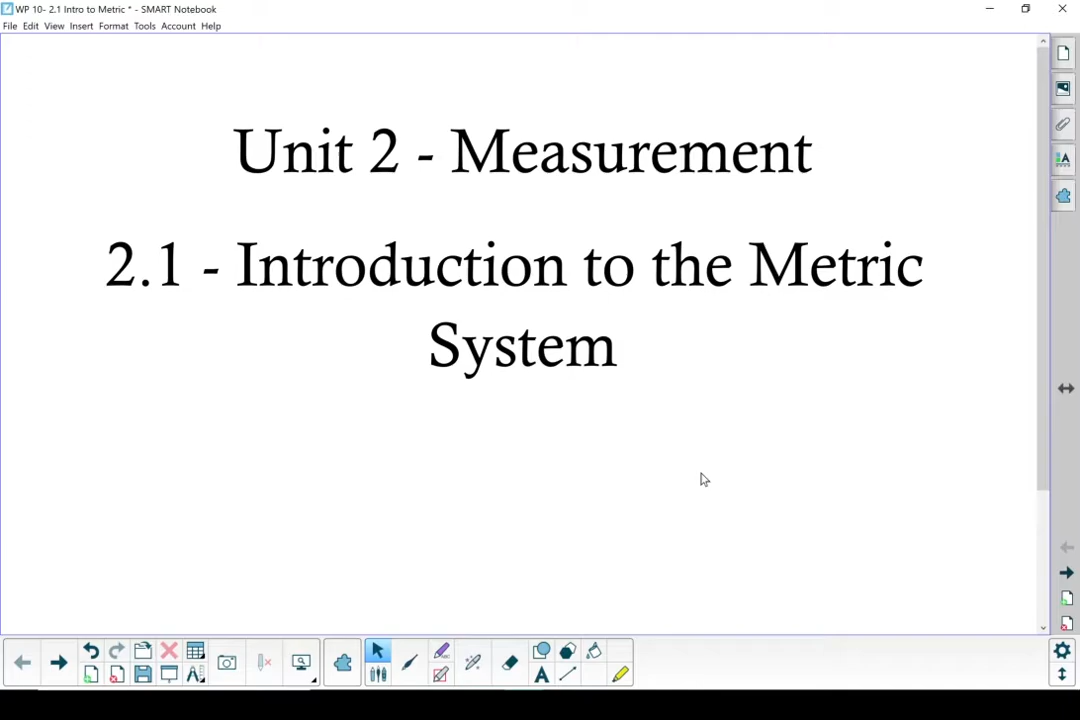 WP 10- 2.1 Intro to Metric * - SMART Notebook
File Edit View Insert Format Tools Account Help
Unit 2 - Measurement
2.1 - Introduction to the Metric
System